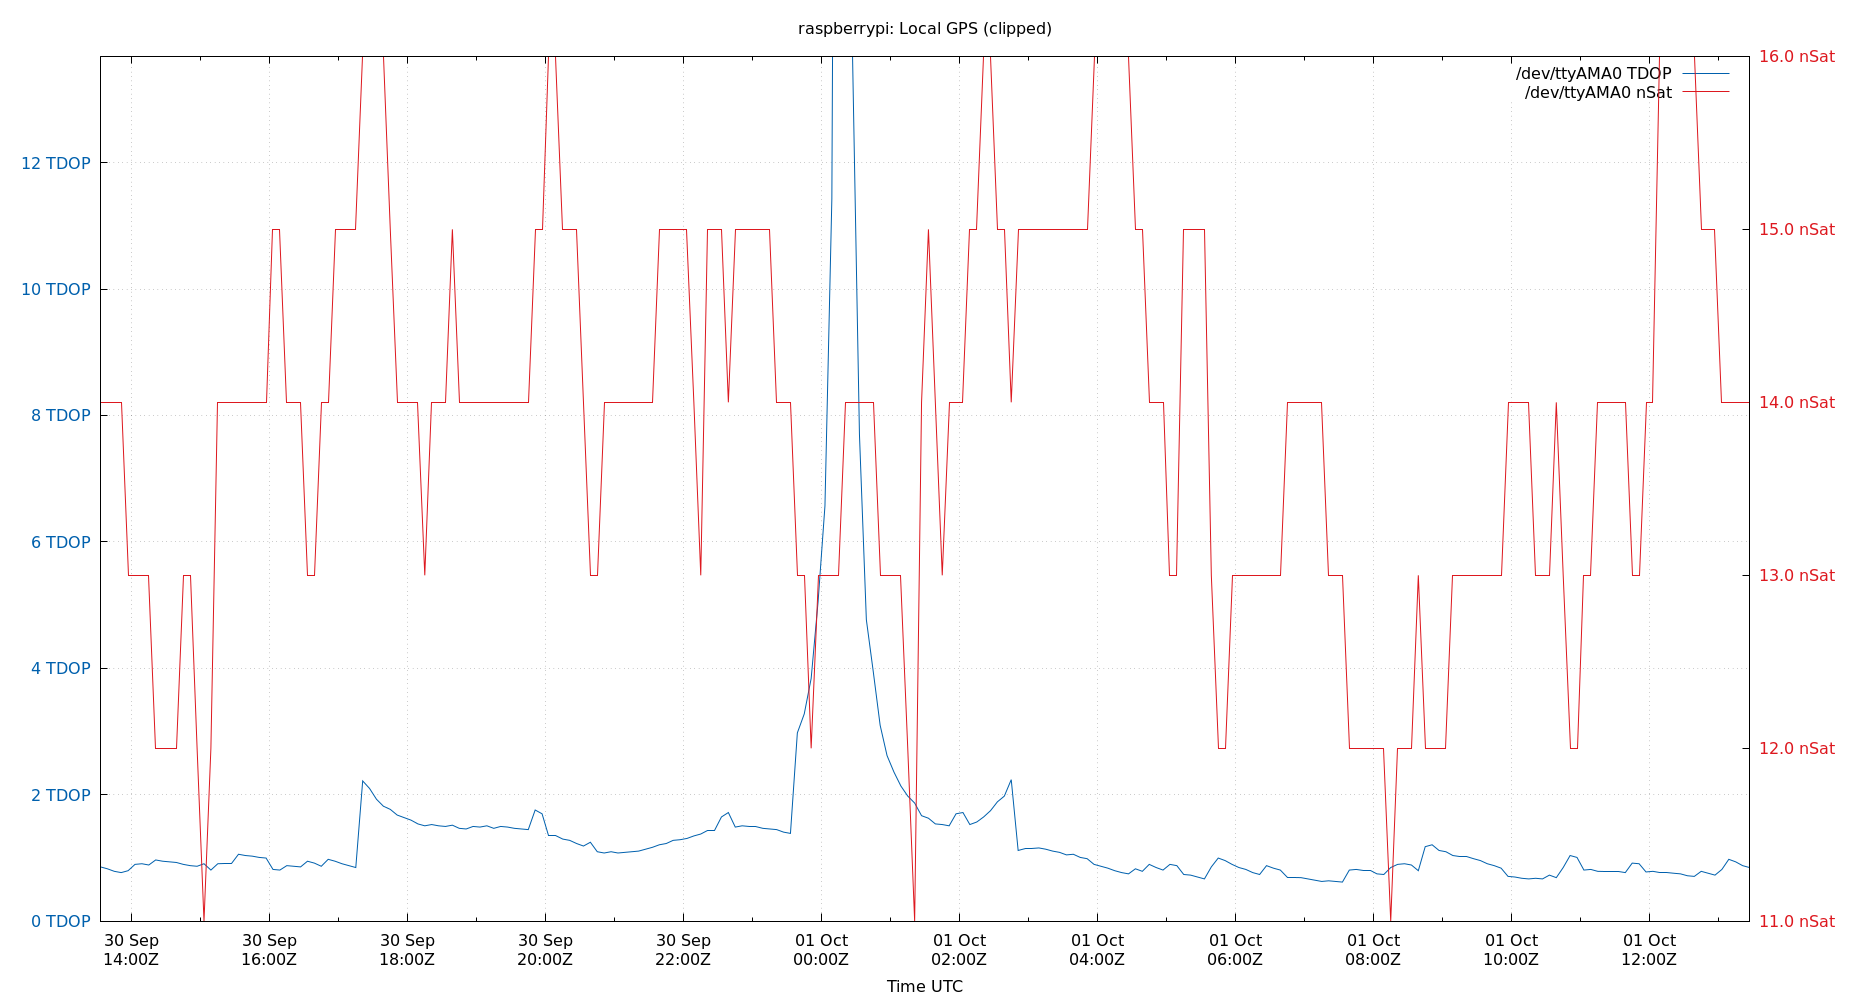 raspberrypi: Local GPS (clipped)
/dev/ttyAMA0 TDOP
/dev/ttyAMA0 nSat
12 TDOP
10 TDOP
8 TDOP
6 TDOP
4 TDOP
2 TDOP
0 TDOP
16.0 nSat
15.0 nSat
14.0 nSat
13.0 nSat
12.0 nSat
11.0 nSat
30 Sep
14:00Z
30 Sep
16:00Z
30 Sep
18:00Z
30 Sep
20:00Z
30 Sep
22:00Z
01 Oct
00:00Z
01 Oct
02:00Z
01 Oct
04:00Z
01 Oct
06:00Z
01 Oct
08:00Z
01 Oct
10:00Z
01 Oct
12:00Z
Time UTC